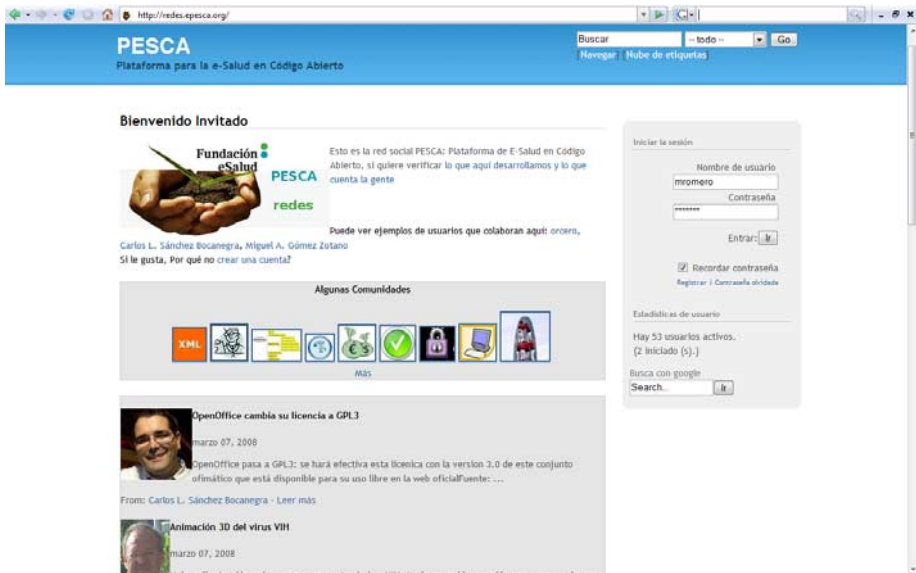 http://redes.epesca.org/
PESCA
Plataforma para la e-Salud en Código Abierto
Buscar
-- todo --
Go
[Navegar] [Nube de etiquetas]
Bienvenido Invitado
Fundación
eSalud
PESCA
redes
Esto es la red social PESCA: Plataforma de E-Salud en Código
Abierto, si quiere verificar lo que aqui desarrollamos y lo que
cuenta la gente
Puede ver ejemplos de usuarios que colaboran aquí: orcero,
Carlos L. Sánchez Bocanegra, Miguel A. Gómez Zotano
Si le gusta, Por qué no crear una cuenta?
Algunas Comunidades
XML
Más
OpenOffice cambia su licencia a GPL3
marzo 07, 2008
OpenOffice pasa a GPL3: se hará efectiva esta licenica con la version 3.0 de este conjunto
ofimático que está disponible para su uso libre en la web oficialFuente: ...
From: Carlos L. Sánchez Bocanegra - Leer más
Animación 3D del virus VIH
marzo 07, 2008
Iniciar la sesión
Nombre de usuario
mromero
Contraseña
*******
Entrar: Ir
Recordar contraseña
Registrar | Contraseña olvidada
Estadísticas de usuario
Hay 53 usuarios activos.
(2 iniciado (s).)
Busca con google
Search..
Ir